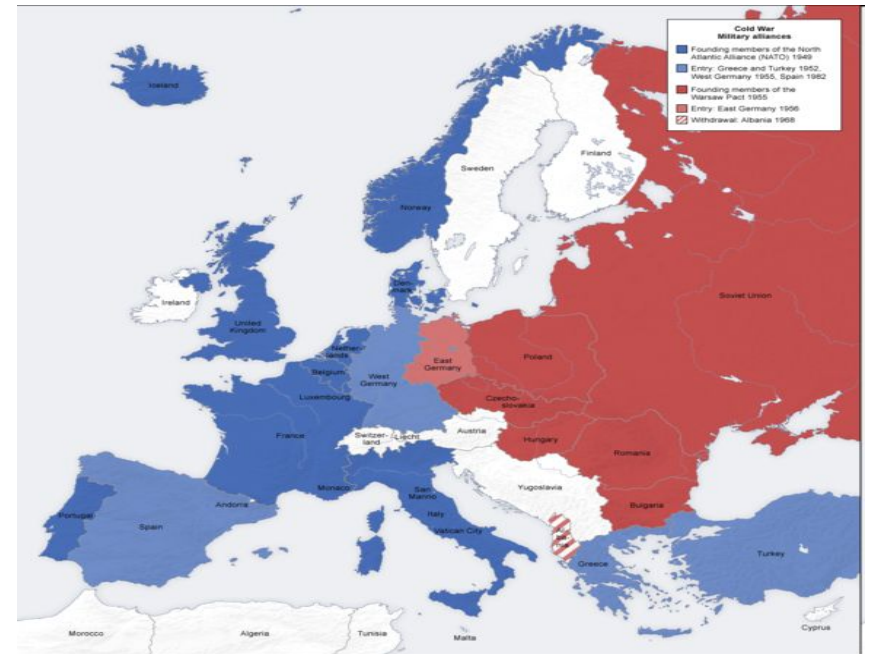 Cold War
Military alliances
Founding members of the North
Atlantic Alliance (NATO) 1949
Entry: Greece and Turkey 1952,
West Germany 1955, Spain 1982
Founding members of the
Warsaw Pact 1955
Entry: East Germany 1956
Withdrawal: Albania 1968
Iceland
Finland
Sweden
Norway
Den-
mark
Ireland
United
Kingdom
Soviet Union
Nether-
lands
Belgium
Luxembourg
West
Germany
East
Germany
Poland
Czecho-
slovakia
France
Switzer-
land
Liecht
Austria
Hungary
Romania
Yugoslavia
Monaco
San
Marino
Italy
Vatican City
Bulgaria
Andorra
Portugal
Spain
Greece
Turkey
Morocco
Algeria
Tunisia
Malta
Cyprus